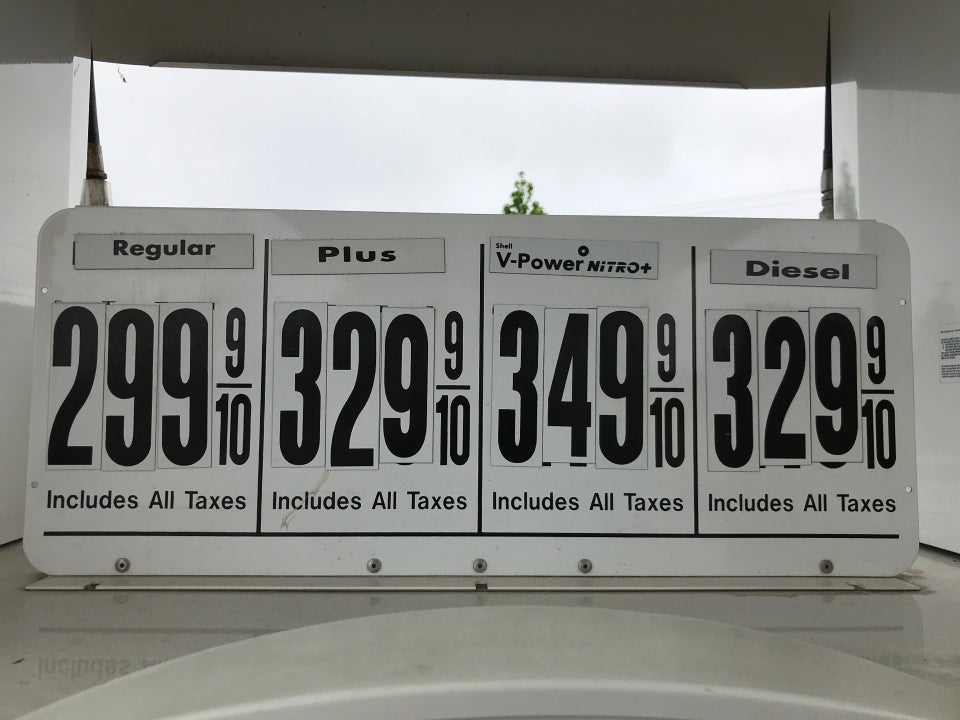 Regular
Plus
Shell
V-Power NiTRO+
Diesel
299 9/10
329 9/10
349 9/10
329 9/10
Includes All Taxes
Includes All Taxes
Includes All Taxes
Includes All Taxes